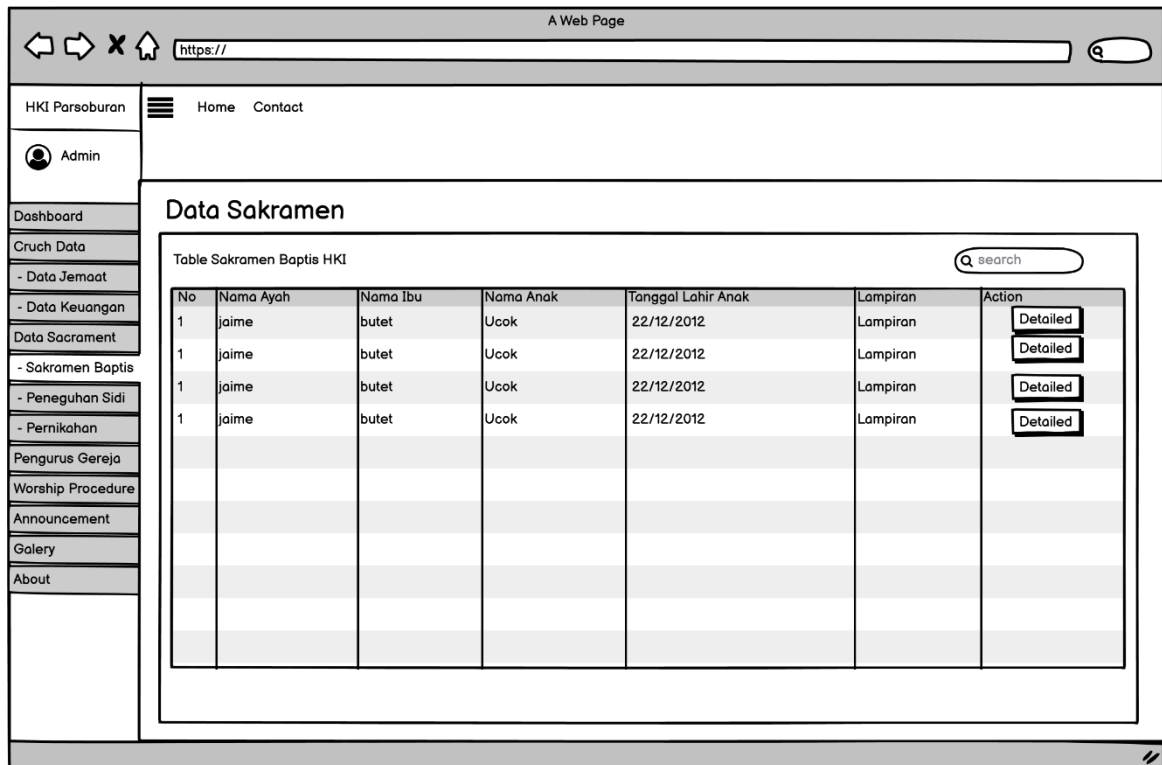 A Web Page
https://
HKI Parsoburan
Home Contact
Admin
Dashboard
Cruch Data
- Data Jemaat
- Data Keuangan
Data Sacrament
- Sakramen Baptis
- Peneguhan Sidi
- Pernikahan
Pengurus Gereja
Worship Procedure
Announcement
Galery
About
Data Sakramen
Table Sakramen Baptis HKI
search
No Nama Ayah Nama Ibu Nama Anak Tanggal Lahir Anak Lampiran Action
1 jaime butet Ucok 22/12/2012 Lampiran Detailed
1 jaime butet Ucok 22/12/2012 Lampiran Detailed
1 jaime butet Ucok 22/12/2012 Lampiran Detailed
1 jaime butet Ucok 22/12/2012 Lampiran Detailed